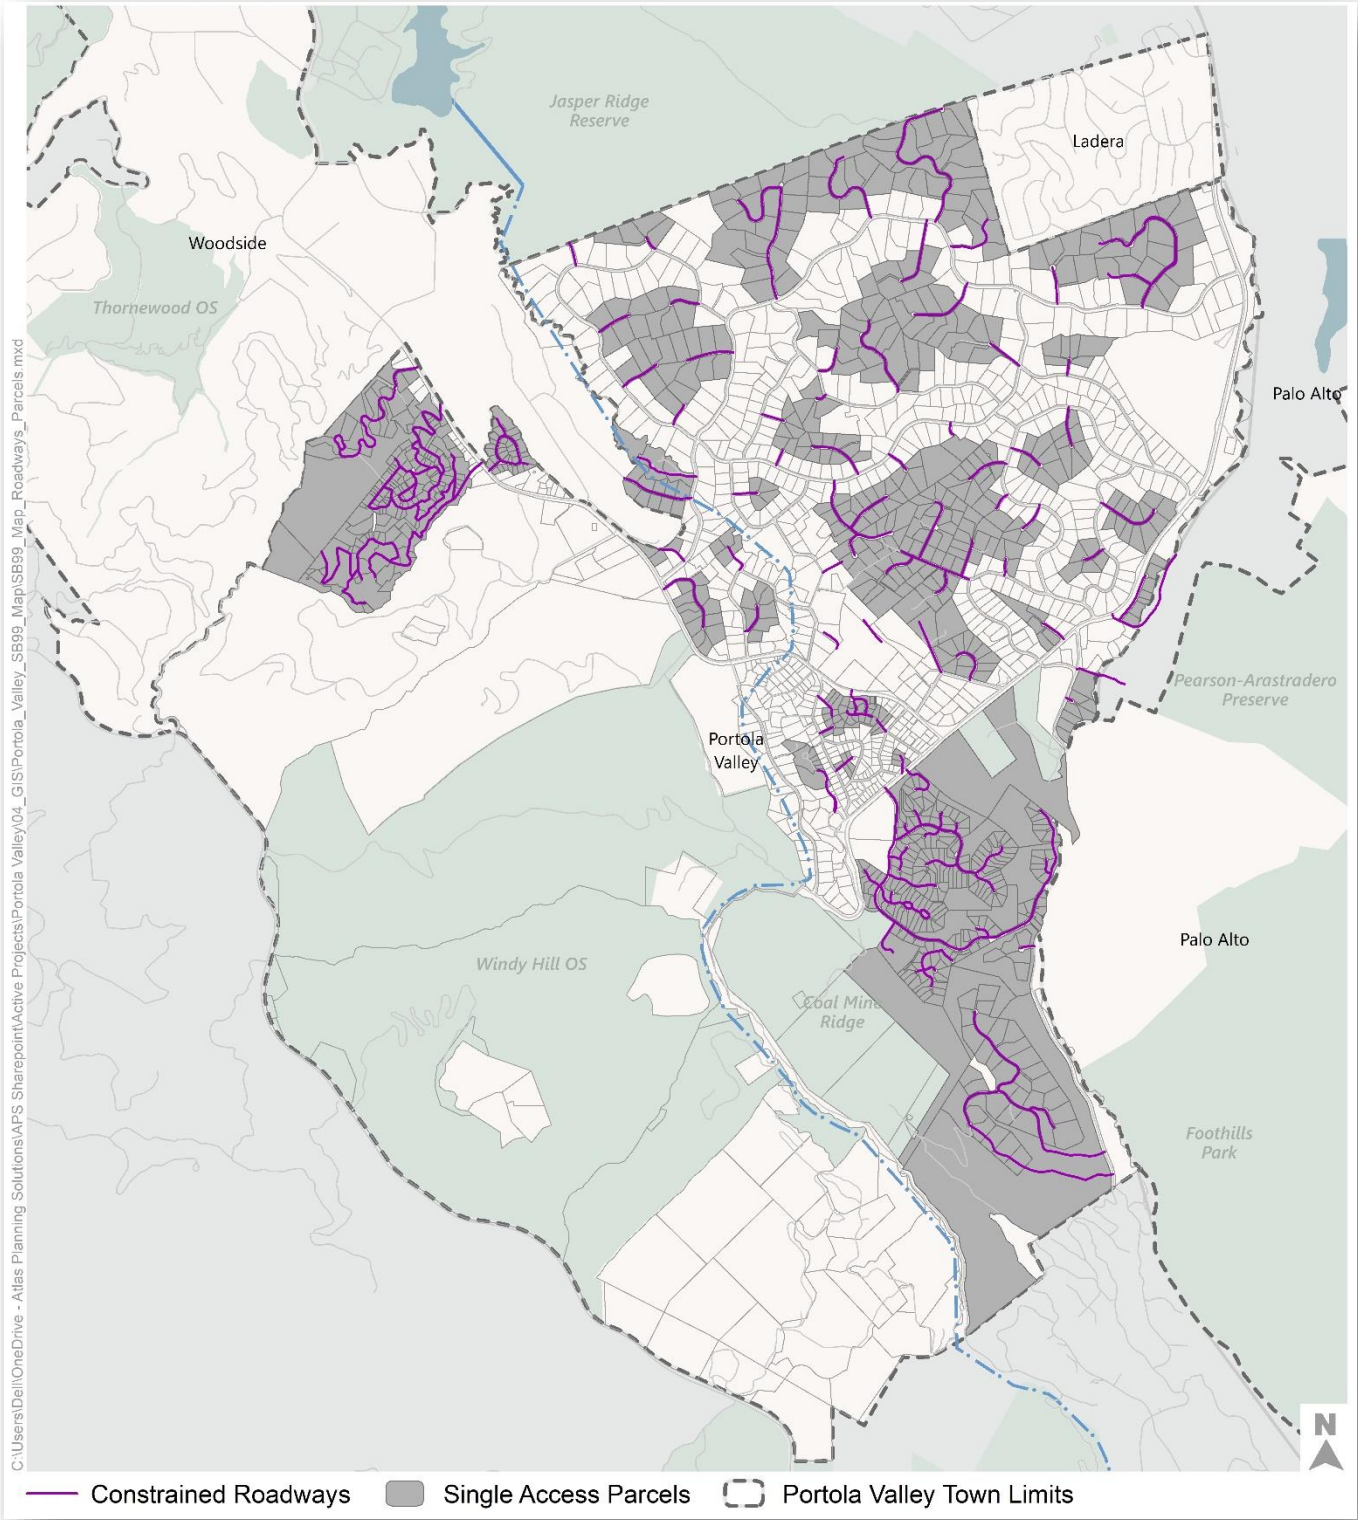 Jasper Ridge
Reserve
Ladera
Woodside
Thornewood OS
Palo Alto
Pearson-Arastradero
Preserve
Portola
Valley
Palo Alto
Windy Hill OS
Coal Mine
Ridge
Foothills
Park
C:\Users\Dell\OneDrive - Atlas Planning Solutions\APS Sharepoint\Active Projects\Portola Valley\04_GIS\Portola_Valley_SB99_Map\SB99_Map_Roadways_Parcels.mxd
N
Constrained Roadways
Single Access Parcels
Portola Valley Town Limits